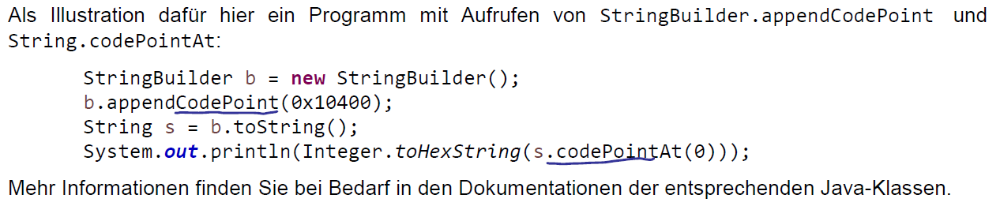 Als Illustration dafür hier ein Programm mit Aufrufen von StringBuilder.appendCodePoint und
String.codePointAt:
StringBuilder b = new StringBuilder();
b.appendCodePoint(0x10400);
String s = b.toString();
System.out.println(Integer.toHexString(s.codePointAt(0)));
Mehr Informationen finden Sie bei Bedarf in den Dokumentationen der entsprechenden Java-Klassen.